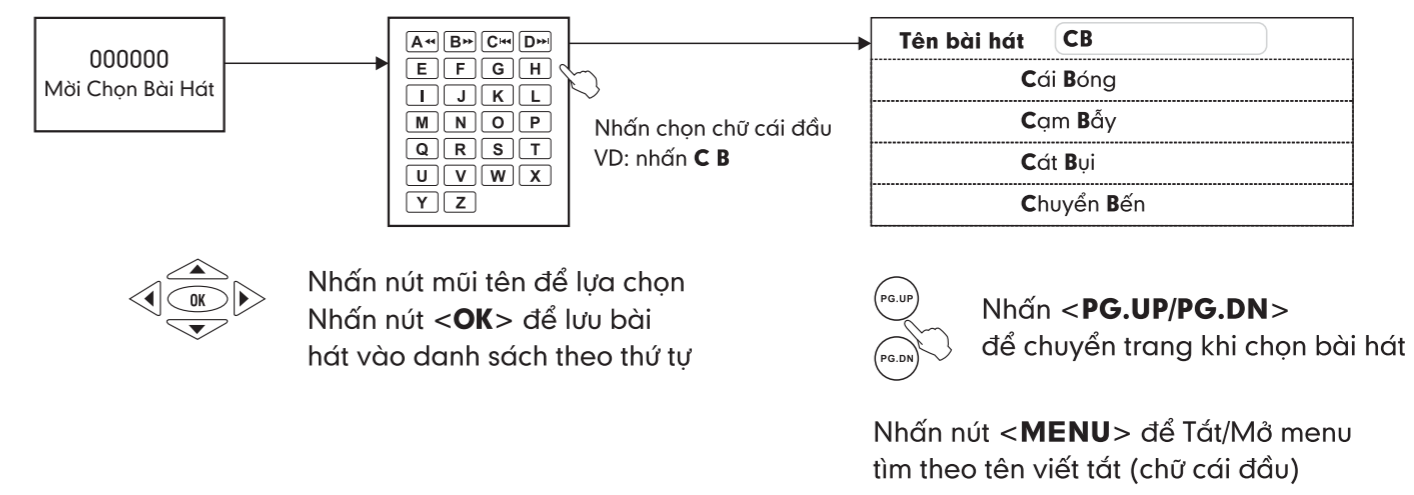 000000
Mời Chọn Bài Hát
A B C D
E F G H
I J K L
M N O P
Q R S T
U V W X
Y Z
Nhấn chọn chữ cái đầu
VD: nhấn C B
Tên bài hát CB
Cái Bóng
Cạm Bẫy
Cát Bụi
Chuyển Bến
OK
Nhấn nút mũi tên để lựa chọn
Nhấn nút <OK> để lưu bài
hát vào danh sách theo thứ tự
PG.UP
PG.DN
Nhấn <PG.UP/PG.DN>
để chuyển trang khi chọn bài hát
Nhấn nút <MENU> để Tắt/Mở menu
tìm theo tên viết tắt (chữ cái đầu)